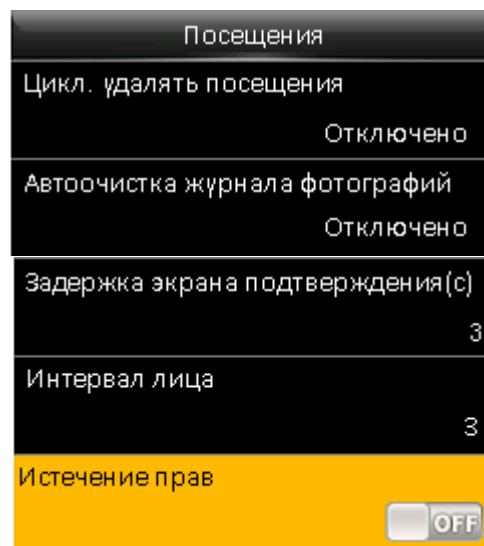 Посещения
Цикл. удалять посещения
Отключено
Автоочистка журнала фотографий
Отключено
Задержка экрана подтверждения(с)
3
Интервал лица
3
Истечение прав
OFF